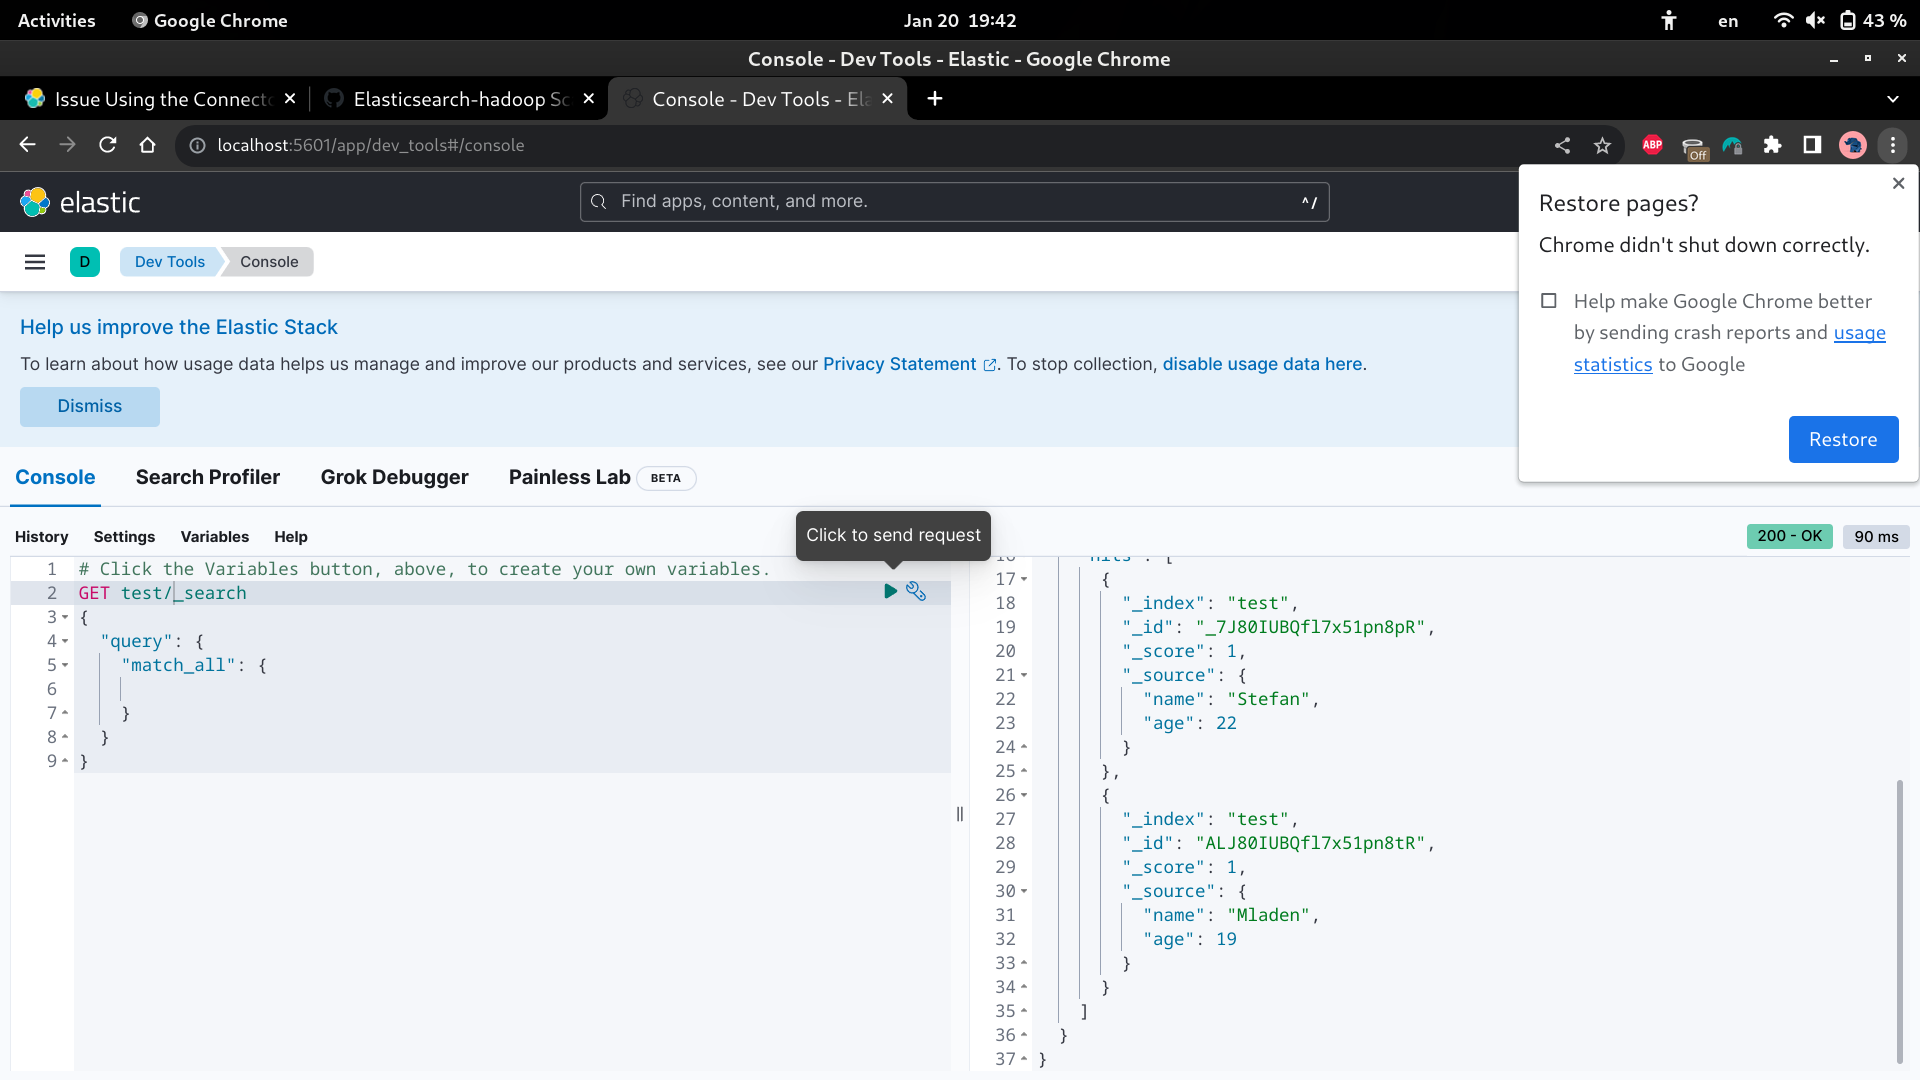 Activities Google Chrome Jan 20 19:42 en 43 %
Console - Dev Tools - Elastic - Google Chrome
Issue Using the Connecto Elasticsearch-hadoop Sc Console - Dev Tools - Ela
localhost:5601/app/dev_tools#/console ABP Off
elastic Find apps, content, and more. ^/
Restore pages?
Chrome didn't shut down correctly.
Help make Google Chrome better
by sending crash reports and usage
statistics to Google
Restore
D Dev Tools Console
Help us improve the Elastic Stack
To learn about how usage data helps us manage and improve our products and services, see our Privacy Statement. To stop collection, disable usage data here.
Dismiss
Console Search Profiler Grok Debugger Painless Lab BETA
History Settings Variables Help
Click to send request
200 - OK 90 ms
1 # Click the Variables button, above, to create your own variables.
2 GET test/_search
3 {
4 "query": {
5 "match_all": {
6
7 }
8 }
9 }
16 "hits": [
17 {
18 "_index": "test",
19 "_id": "_7J80IUBQfl7x51pn8pR",
20 "_score": 1,
21 "_source": {
22 "name": "Stefan",
23 "age": 22
24 }
25 },
26 {
27 "_index": "test",
28 "_id": "ALJ80IUBQfl7x51pn8tR",
29 "_score": 1,
30 "_source": {
31 "name": "Mladen",
32 "age": 19
33 }
34 }
35 ]
36 }
37 }